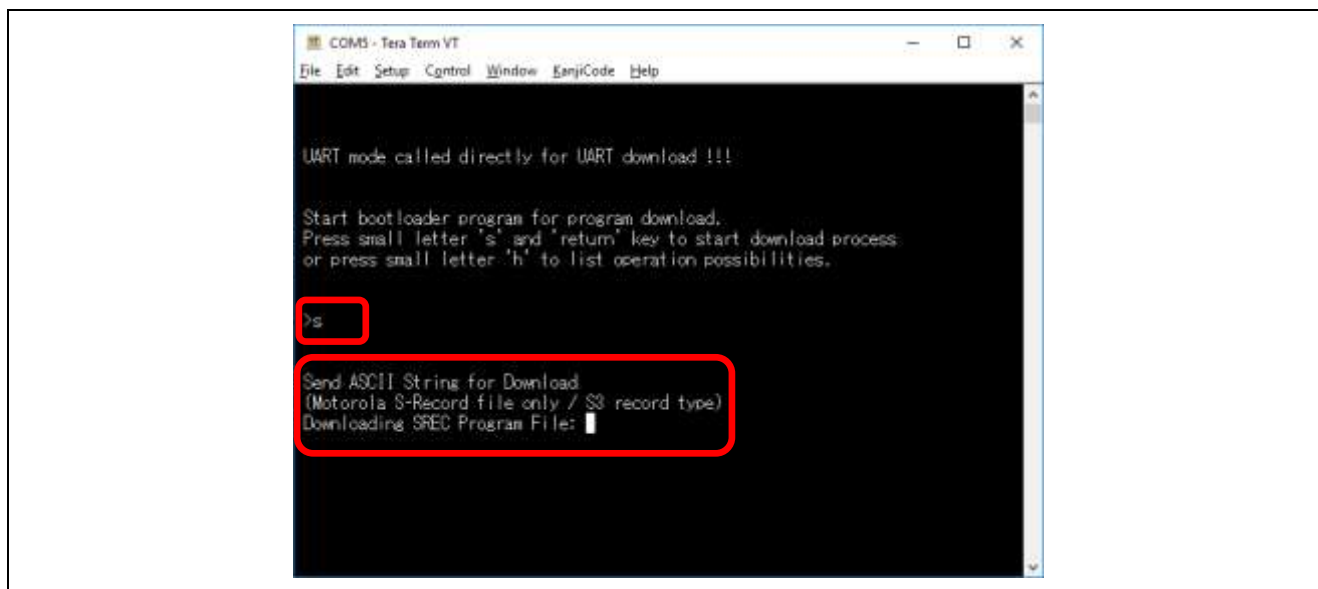 COM5 - Tera Term VT
File Edit Setup Control Window KanjiCode Help
UART mode called directly for UART download !!!
Start bootloader program for program download.
Press small letter 's' and 'return' key to start download process
or press small letter 'h' to list operation possibilities.
>s
Send ASCII String for Download
(Motorola S-Record file only / S3 record type)
Downloading SREC Program File: